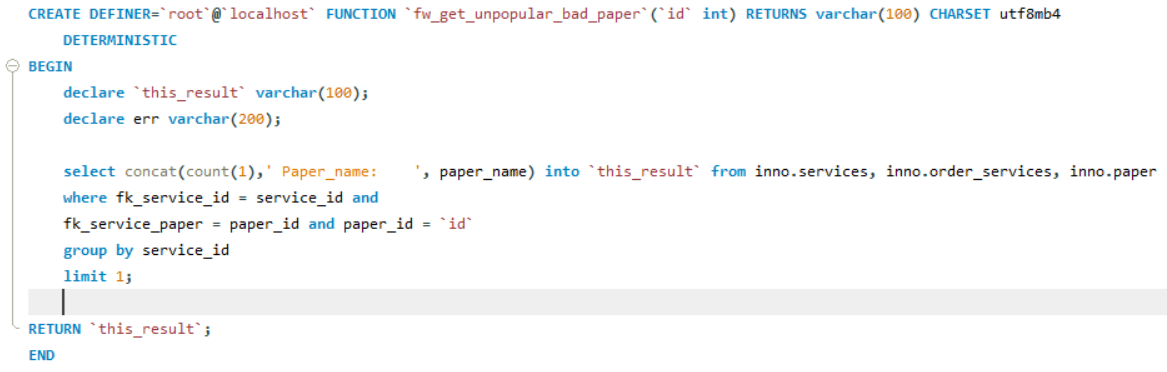 CREATE DEFINER=`root`@`localhost` FUNCTION `fw_get_unpopular_bad_paper`(`id` int) RETURNS varchar(100) CHARSET utf8mb4
    DETERMINISTIC
BEGIN
    declare `this_result` varchar(100);
    declare err varchar(200);
    select concat(count(1),' Paper_name:    ', paper_name) into `this_result` from inno.services, inno.order_services, inno.paper
    where fk_service_id = service_id and
    fk_service_paper = paper_id and paper_id = `id`
    group by service_id
    limit 1;
RETURN `this_result`;
END